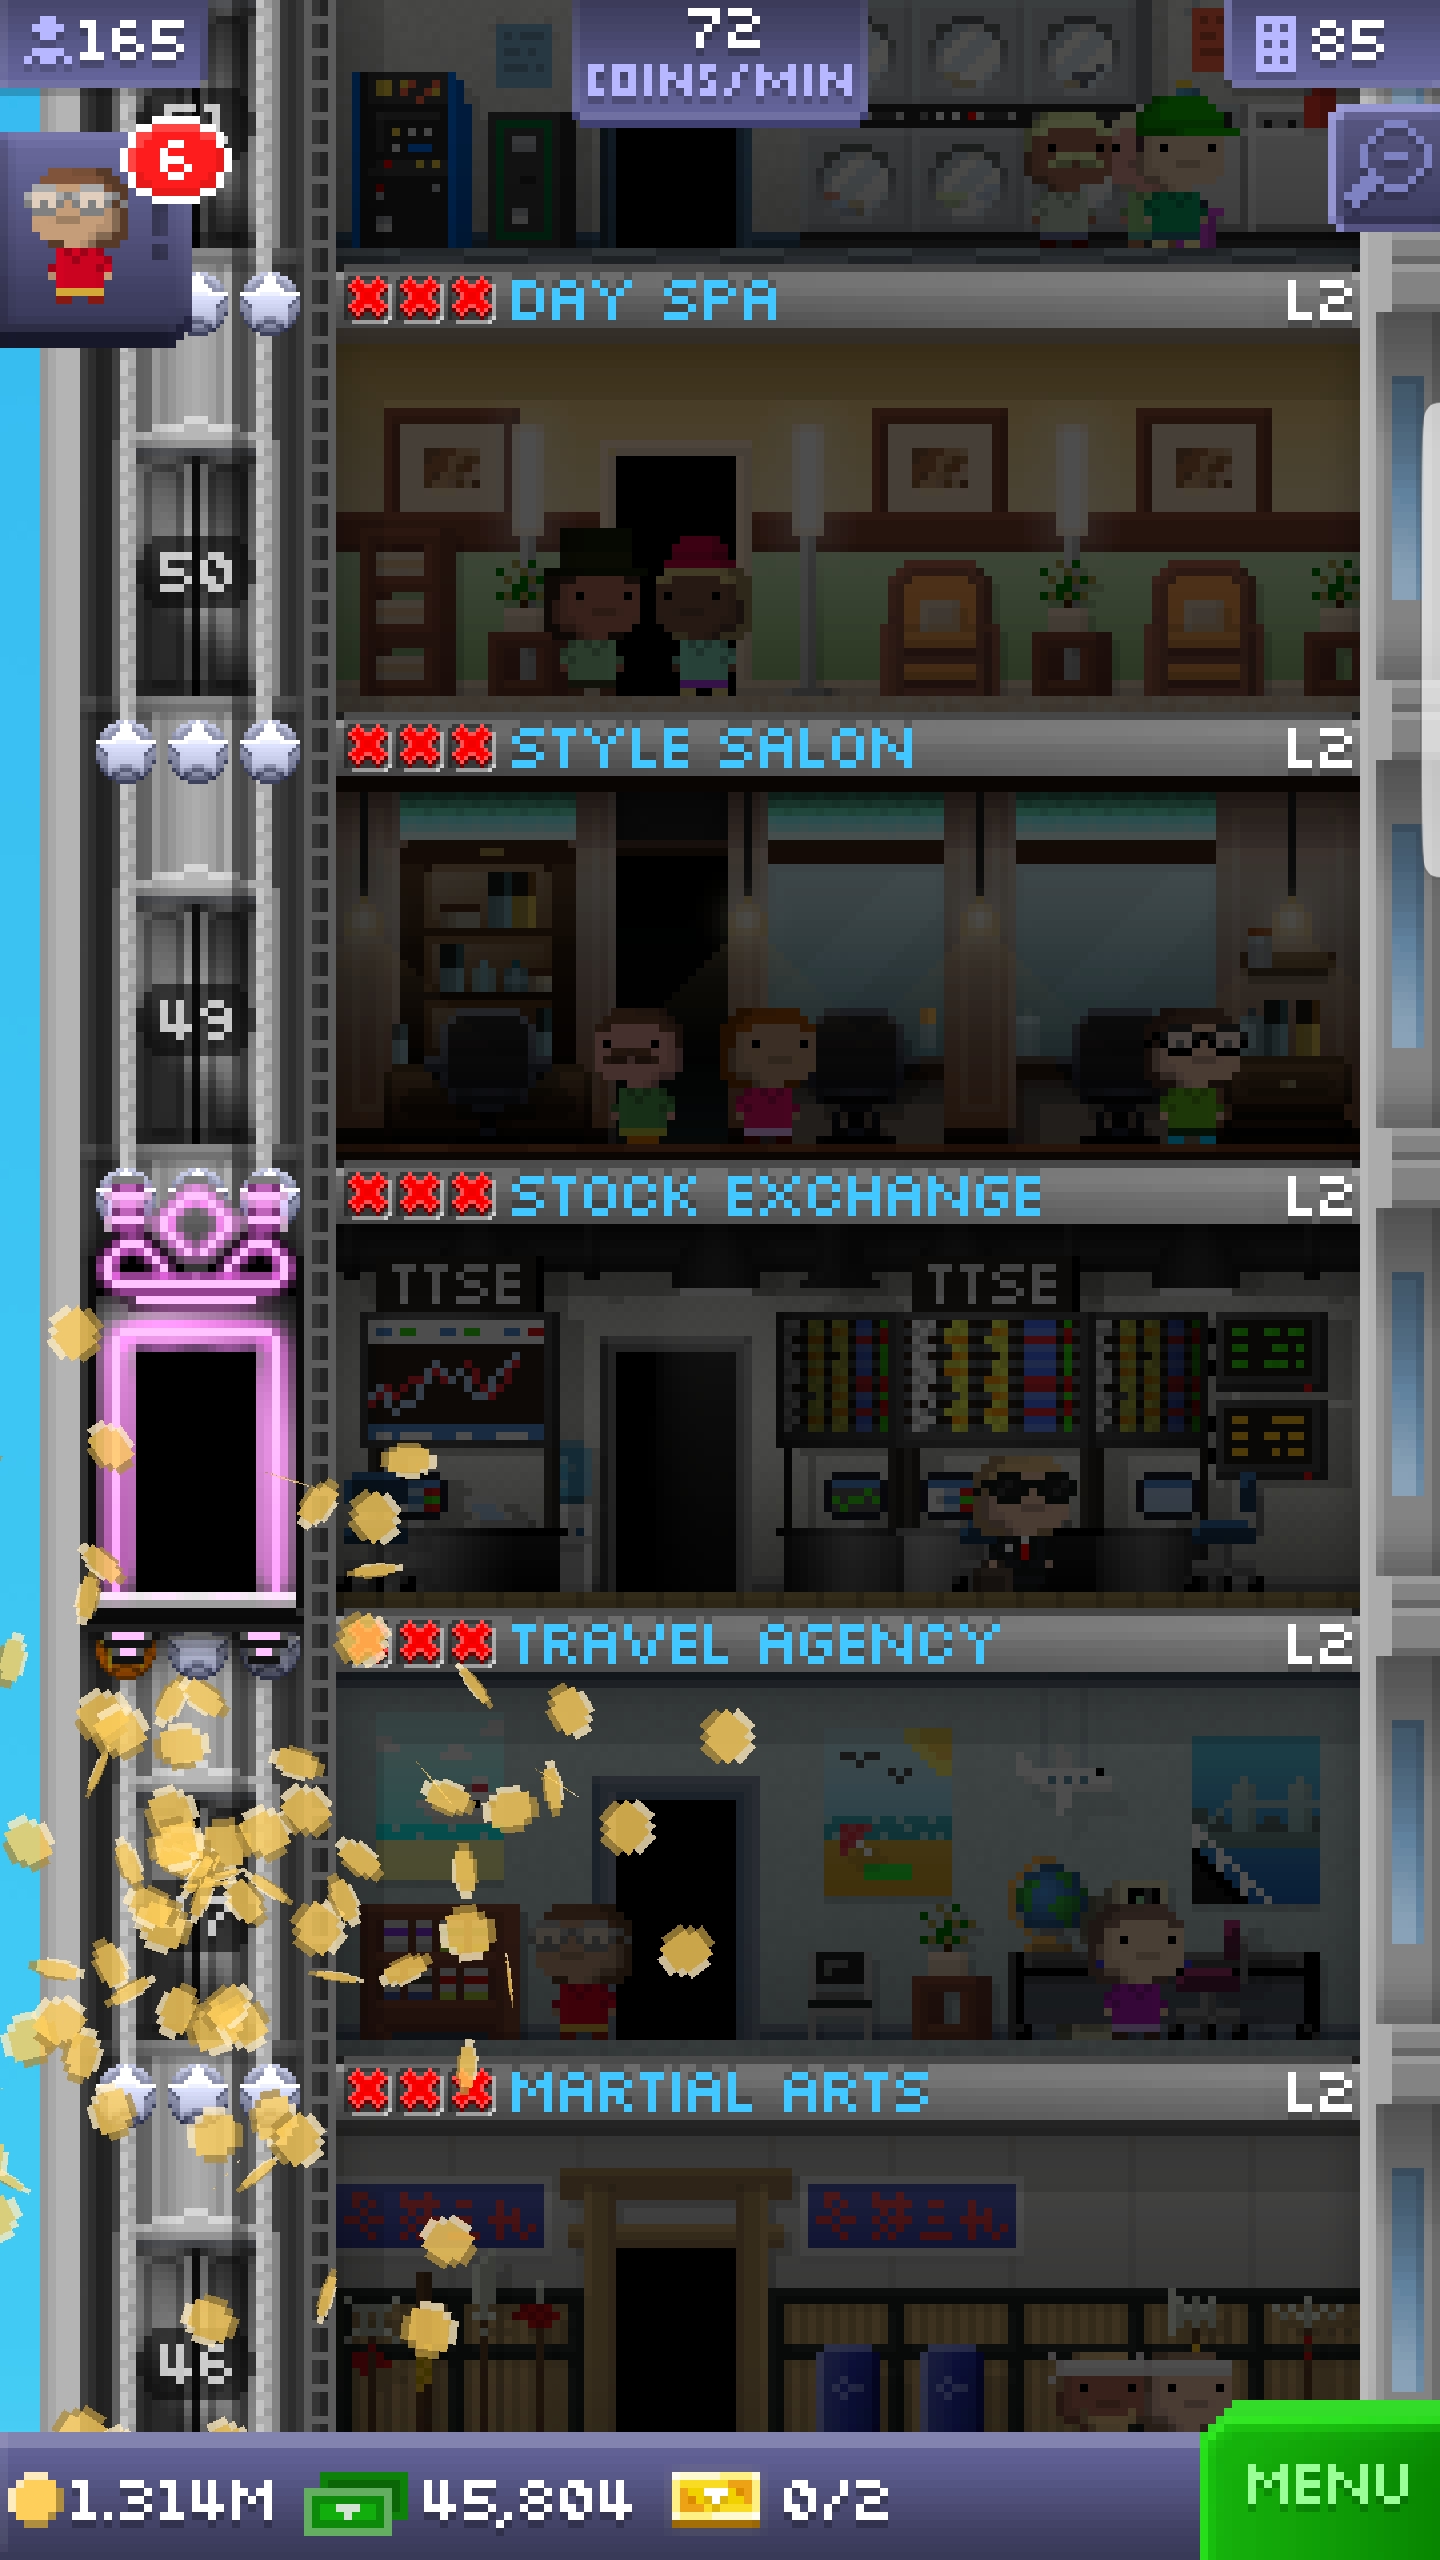 165
72
COINS/MIN
85
51
6
DAY SPA L2
50
STYLE SALON L2
49
STOCK EXCHANGE L2
TTSE TTSE
TRAVEL AGENCY L2
MARTIAL ARTS L2
46
1.314M 45,804 0/2
MENU